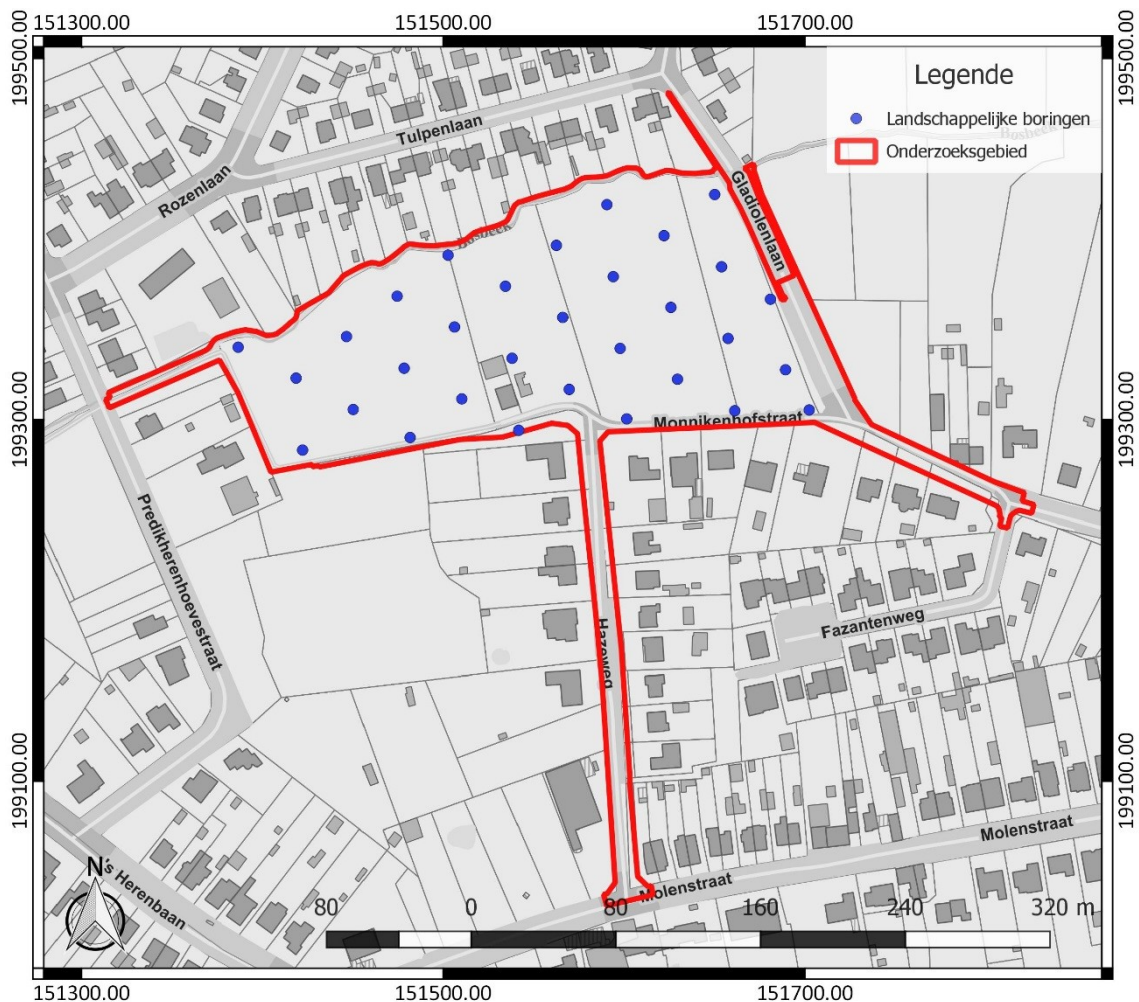 151300.00
151500.00
151700.00
199500.00
199500.00
Legende
Landschappelijke boringen
Onderzoeksgebied
Bosbeek
Tulpenlaan
Rozenlaan
Gladiolenlaan
Bosbeek
199300.00
199300.00
Monnikenhofstraat
Predikherenhoevestraat
Hazeweg
Fazantenweg
199100.00
199100.00
Molenstraat
Molenstraat
N
's Herenbaan
80
0
80
160
240
320 m
151300.00
151500.00
151700.00